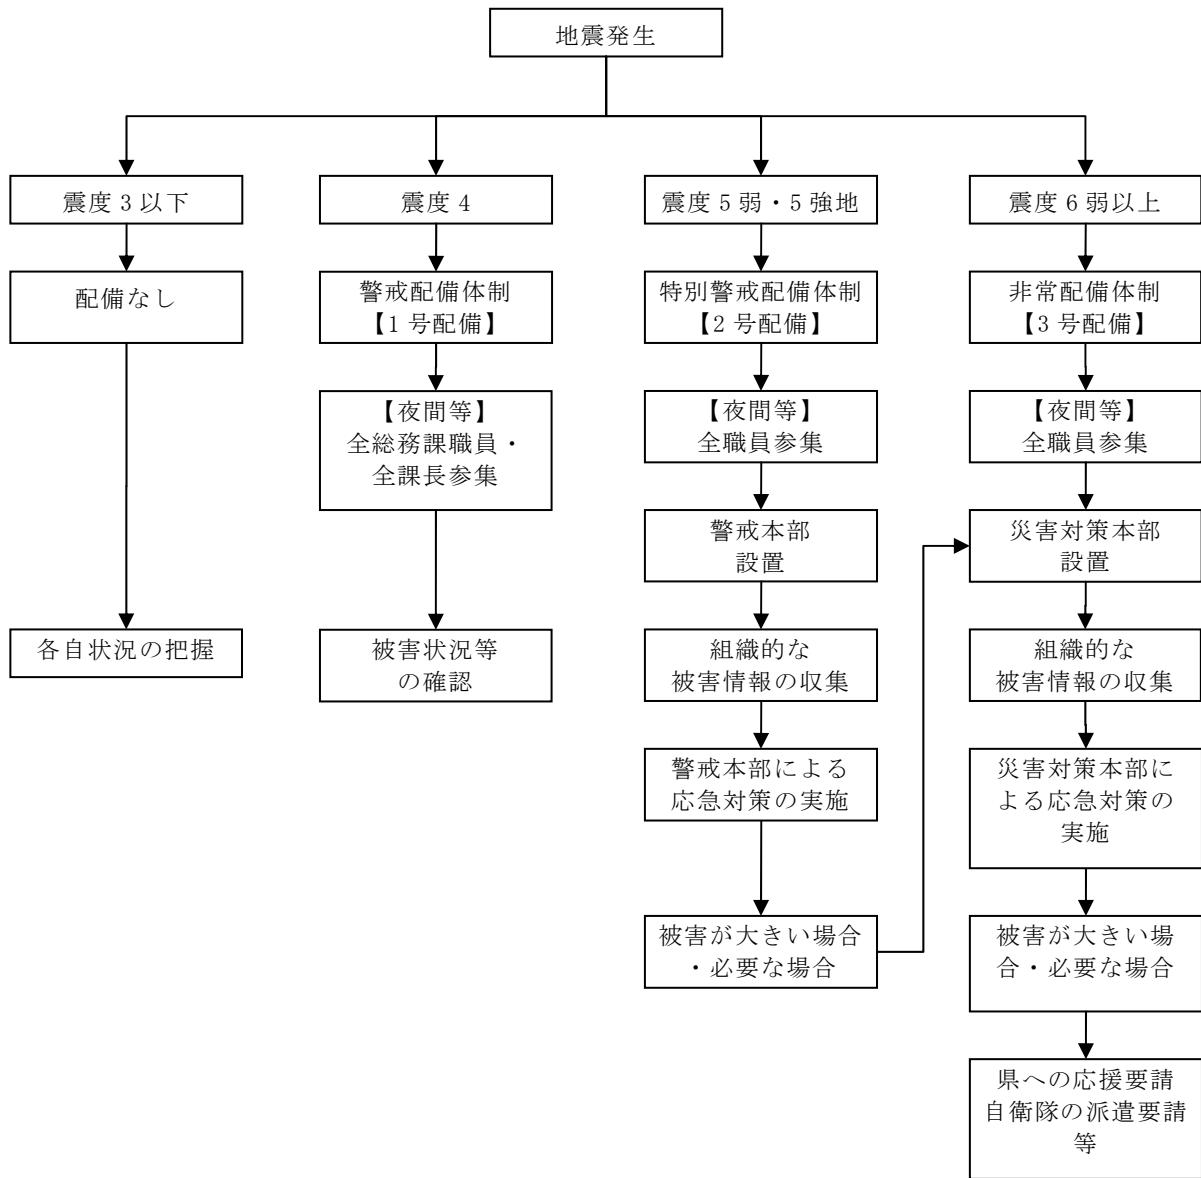 地震発生
震度3以下
震度4
震度5弱・5強地
震度6弱以上
配備なし
警戒配備体制
【1号配備】
特別警戒配備体制
【2号配備】
非常配備体制
【3号配備】
【夜間等】
全総務課職員・
全課長参集
【夜間等】
全職員参集
【夜間等】
全職員参集
警戒本部
設置
災害対策本部
設置
各自状況の把握
被害状況等
の確認
組織的な
被害情報の収集
組織的な
被害情報の収集
警戒本部による
応急対策の実施
災害対策本部に
よる応急対策の
実施
被害が大きい場合
・必要な場合
被害が大きい場
合・必要な場合
県への応援要請
自衛隊の派遣要請
等